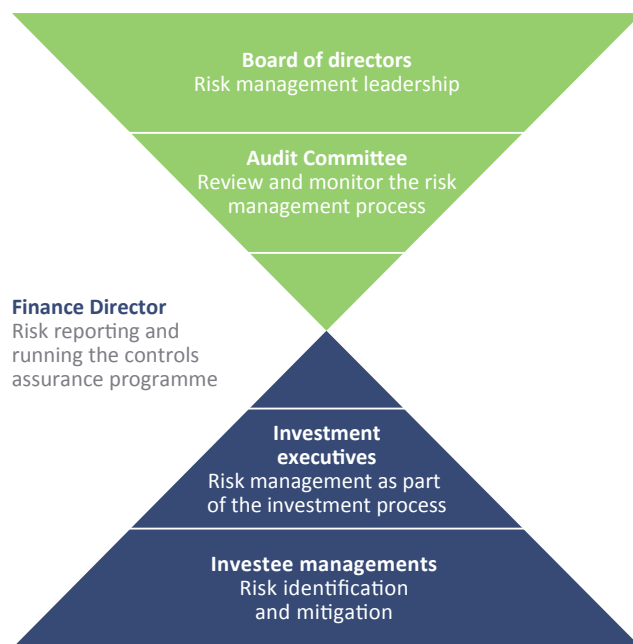 Board of directors
Risk management leadership
Audit Committee
Review and monitor the risk
management process
Finance Director
Risk reporting and
running the controls
assurance programme
Investment
executives
Risk management as part
of the investment process
Investee managements
Risk identification
and mitigation